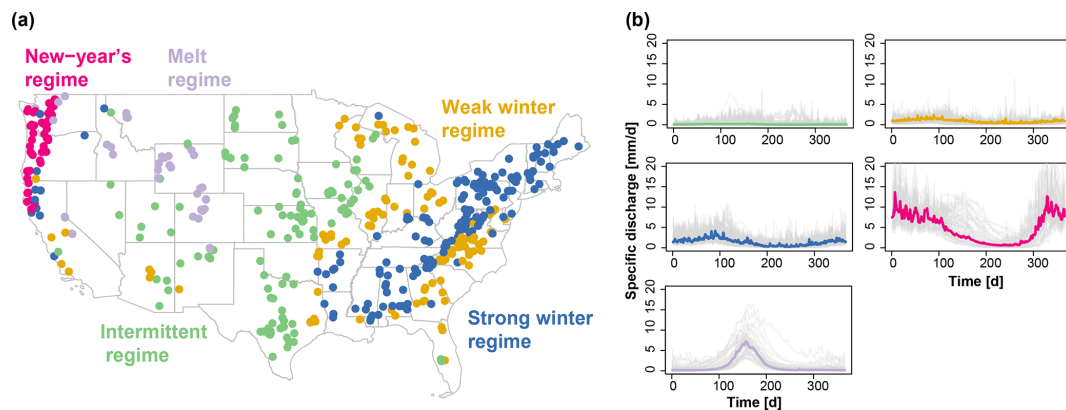 (a)
New−year's
regime
Melt
regime
Weak winter
regime
Intermittent
regime
Strong winter
regime
(b)
Specific discharge [mm/d]
0 5 10 15 20
0 100 200 300
0 5 10 15 20
0 100 200 300
0 5 10 15 20
0 100 200 300
0 5 10 15 20
0 100 200 300
Time [d]
0 5 10 15 20
0 100 200 300
Time [d]